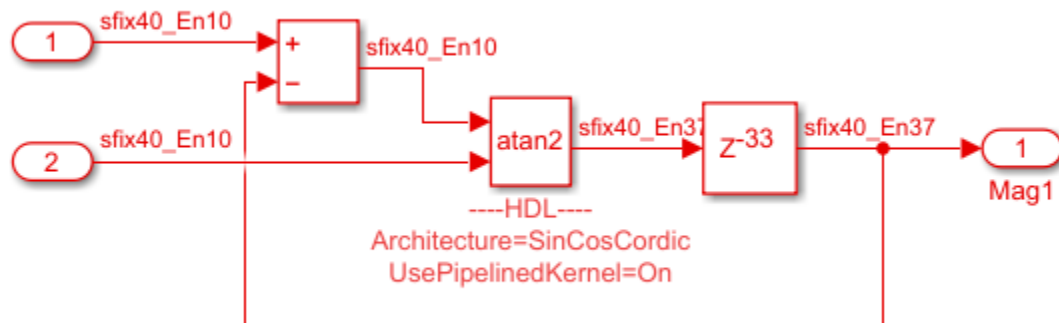 sfix40_En10
1
+
−
sfix40_En10
sfix40_En10
2
atan2
sfix40_En37
Z-33
sfix40_En37
1
Mag1
----HDL----
Architecture=SinCosCordic
UsePipelinedKernel=On